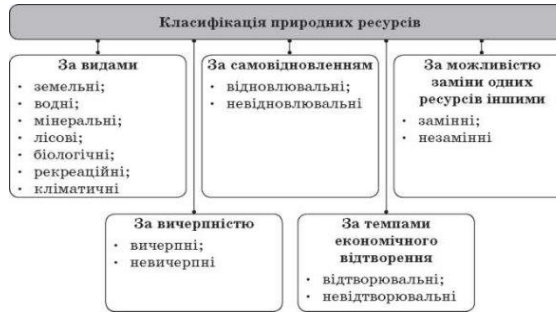 Класифікація природних ресурсів
За видами
• земельні;
• водні;
• мінеральні;
• лісові;
• біологічні;
• рекреаційні;
• кліматичні
За самовідновленням
• відновлювальні;
• невідновлювальні
За можливістю
заміни одних
ресурсів іншими
• замінні;
• незамінні
За вичерпністю
• вичерпні;
• невичерпні
За темпами
економічного
відтворення
• відтворювальні;
• невідтворювальні